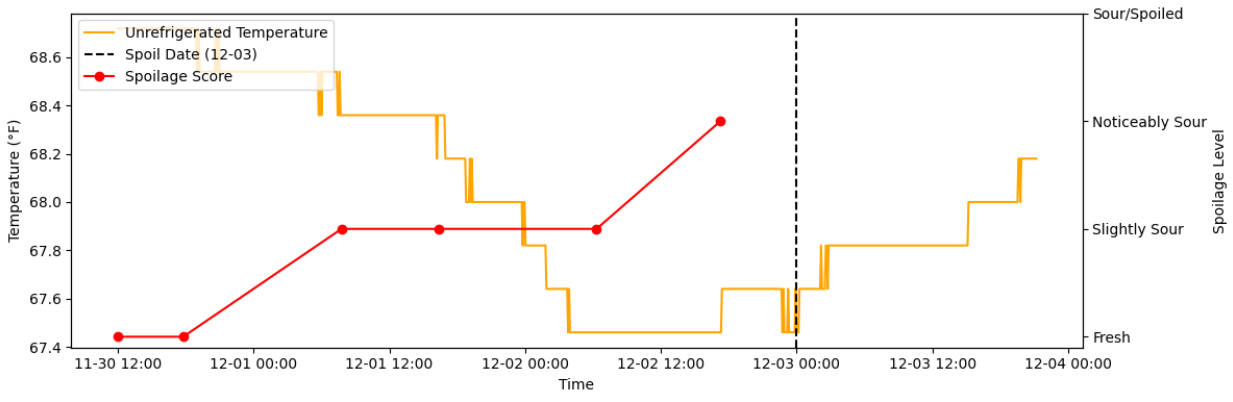 Unrefrigerated Temperature
Spoil Date (12-03)
Spoilage Score
Temperature (°F)
68.6
68.4
68.2
68.0
67.8
67.6
67.4
Sour/Spoiled
Noticeably Sour
Slightly Sour
Fresh
Spoilage Level
11-30 12:00
12-01 00:00
12-01 12:00
12-02 00:00
12-02 12:00
12-03 00:00
12-03 12:00
12-04 00:00
Time